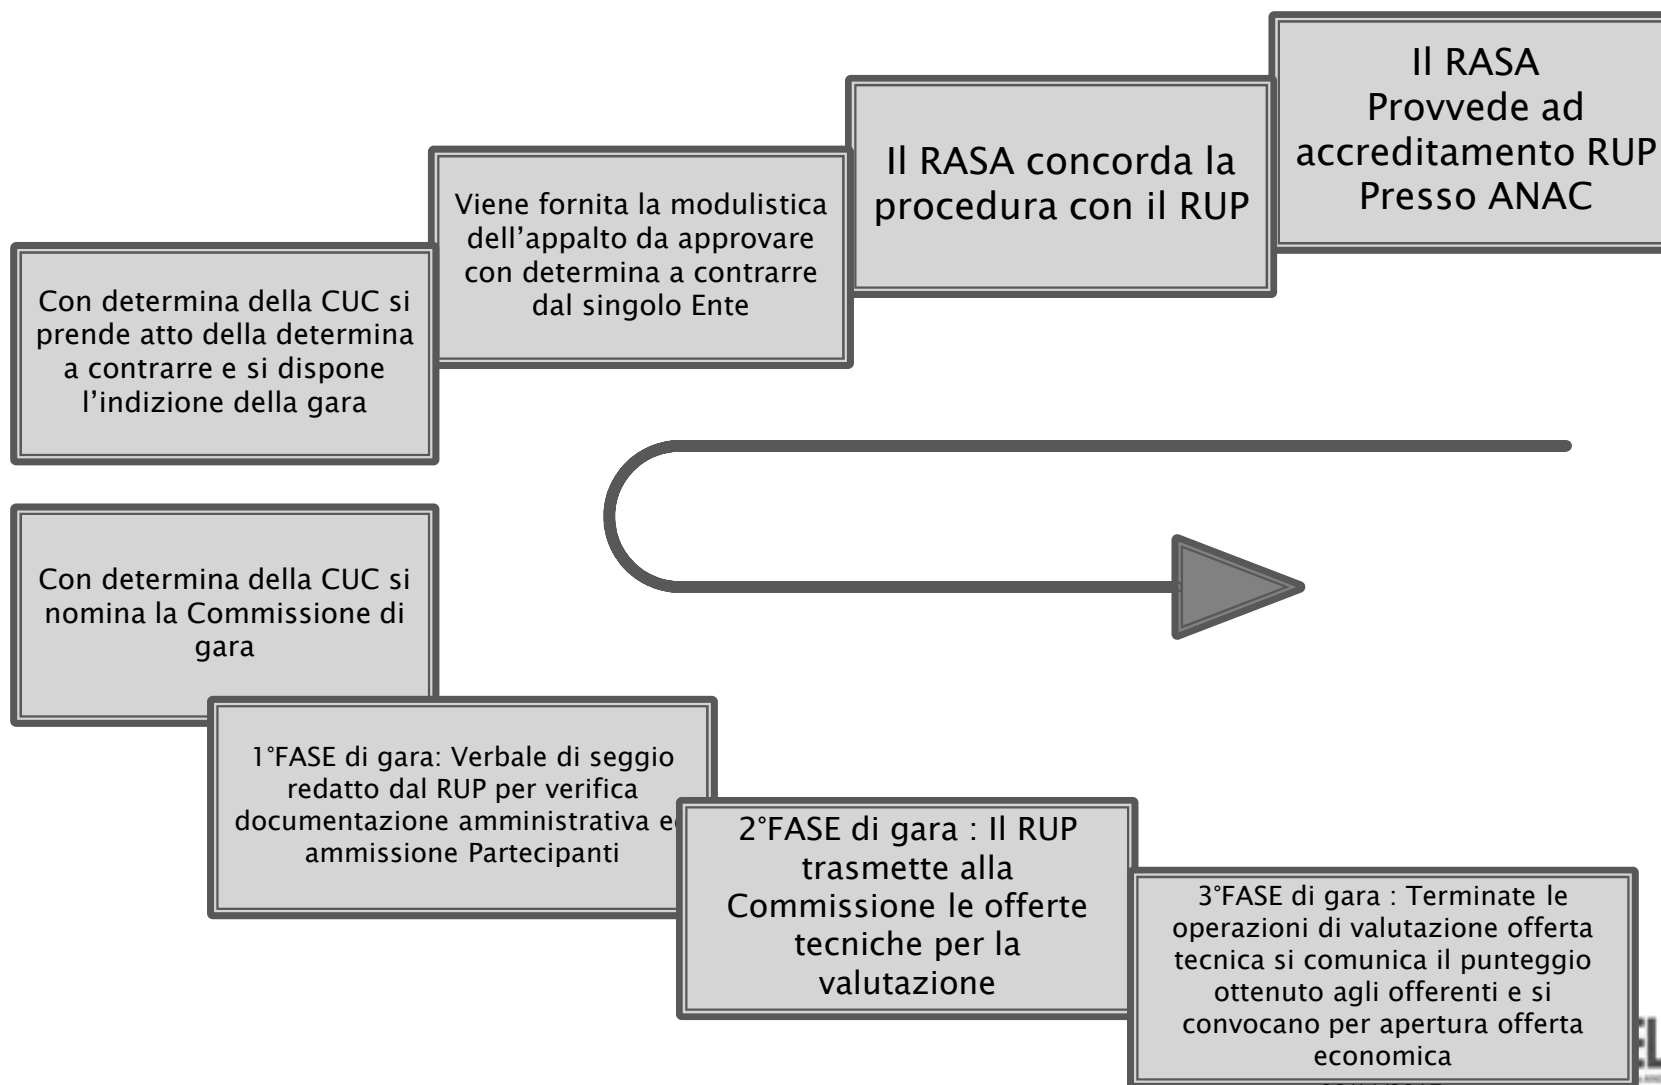 Il RASA
Provvede ad
accreditamento RUP
Presso ANAC
Il RASA concorda la
procedura con il RUP
Viene fornita la modulistica
dell’appalto da approvare
con determina a contrarre
dal singolo Ente
Con determina della CUC si
prende atto della determina
a contrarre e si dispone
l’indizione della gara
Con determina della CUC si
nomina la Commissione di
gara
1°FASE di gara: Verbale di seggio
redatto dal RUP per verifica
documentazione amministrativa
ammissione Partecipanti
2°FASE di gara : Il RUP
trasmette alla
Commissione le offerte
tecniche per la
valutazione
3°FASE di gara : Terminate le
operazioni di valutazione offerta
tecnica si comunica il punteggio
ottenuto agli offerenti e si
convocano per apertura offerta
economica